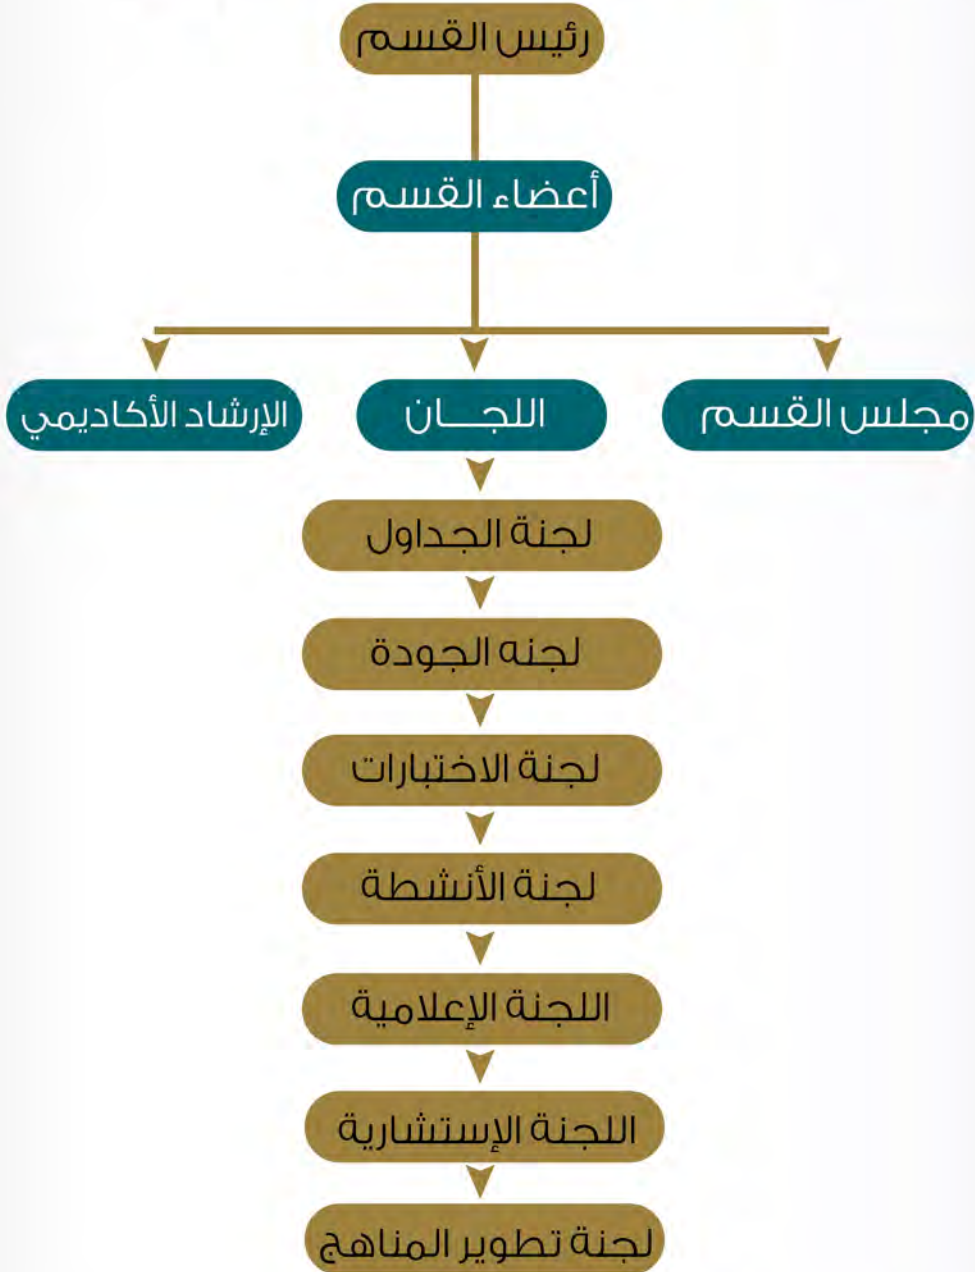 رئيس القسم
أعضاء القسم
مجلس القسم
اللجـــان
الإرشاد الأكاديمي
لجنة الجداول
لجنه الجودة
لجنة الاختبارات
لجنة الأنشطة
اللجنة الإعلامية
اللجنة الإستشارية
لجنة تطوير المناهج